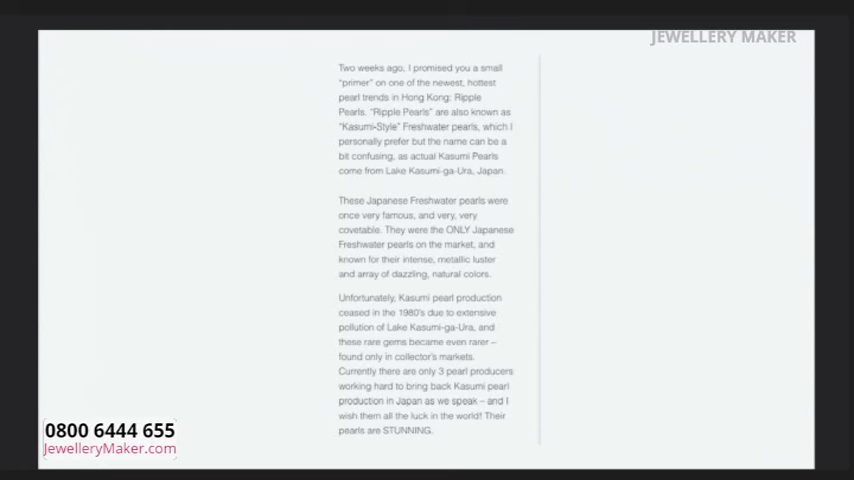 JEWELLERY MAKER
Two weeks ago, I promised you a small
"primer" on one of the newest, hottest
pearl trends in Hong Kong: Ripple
Pearls. "Ripple Pearls" are also known as
"Kasumi-Style" Freshwater pearls, which I
personally prefer but the name can be a
bit confusing, as actual Kasumi Pearls
come from Lake Kasumi-ga-Ura, Japan.
These Japanese Freshwater pearls were
once very famous, and very, very
covetable. They were the ONLY Japanese
Freshwater pearls on the market, and
known for their intense, metallic luster
and array of dazzling, natural colors.
Unfortunately, Kasumi pearl production
ceased in the 1980's due to extensive
pollution of Lake Kasumi-ga-Ura, and
these rare gems became even rarer –
found only in collector's markets.
Currently there are only 3 pearl producers
working hard to bring back Kasumi pearl
production in Japan as we speak – and I
wish them all the luck in the world! Their
pearls are STUNNING.
0800 6444 655
JewelleryMaker.com